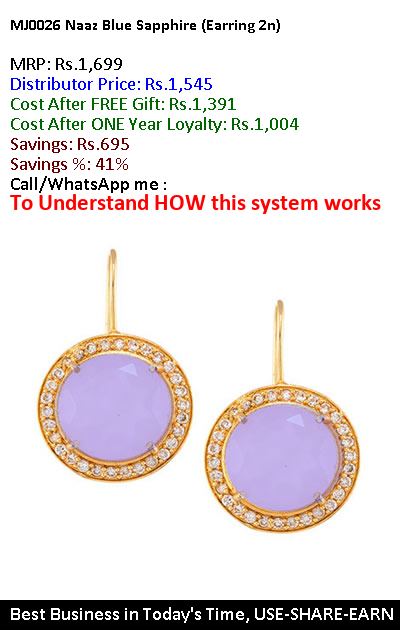 MJ0026 Naaz Blue Sapphire (Earring 2n)
MRP: Rs.1,699
Distributor Price: Rs.1,545
Cost After FREE Gift: Rs.1,391
Cost After ONE Year Loyalty: Rs.1,004
Savings: Rs.695
Savings %: 41%
Call/WhatsApp me :
To Understand HOW this system works
Best Business in Today's Time, USE-SHARE-EARN